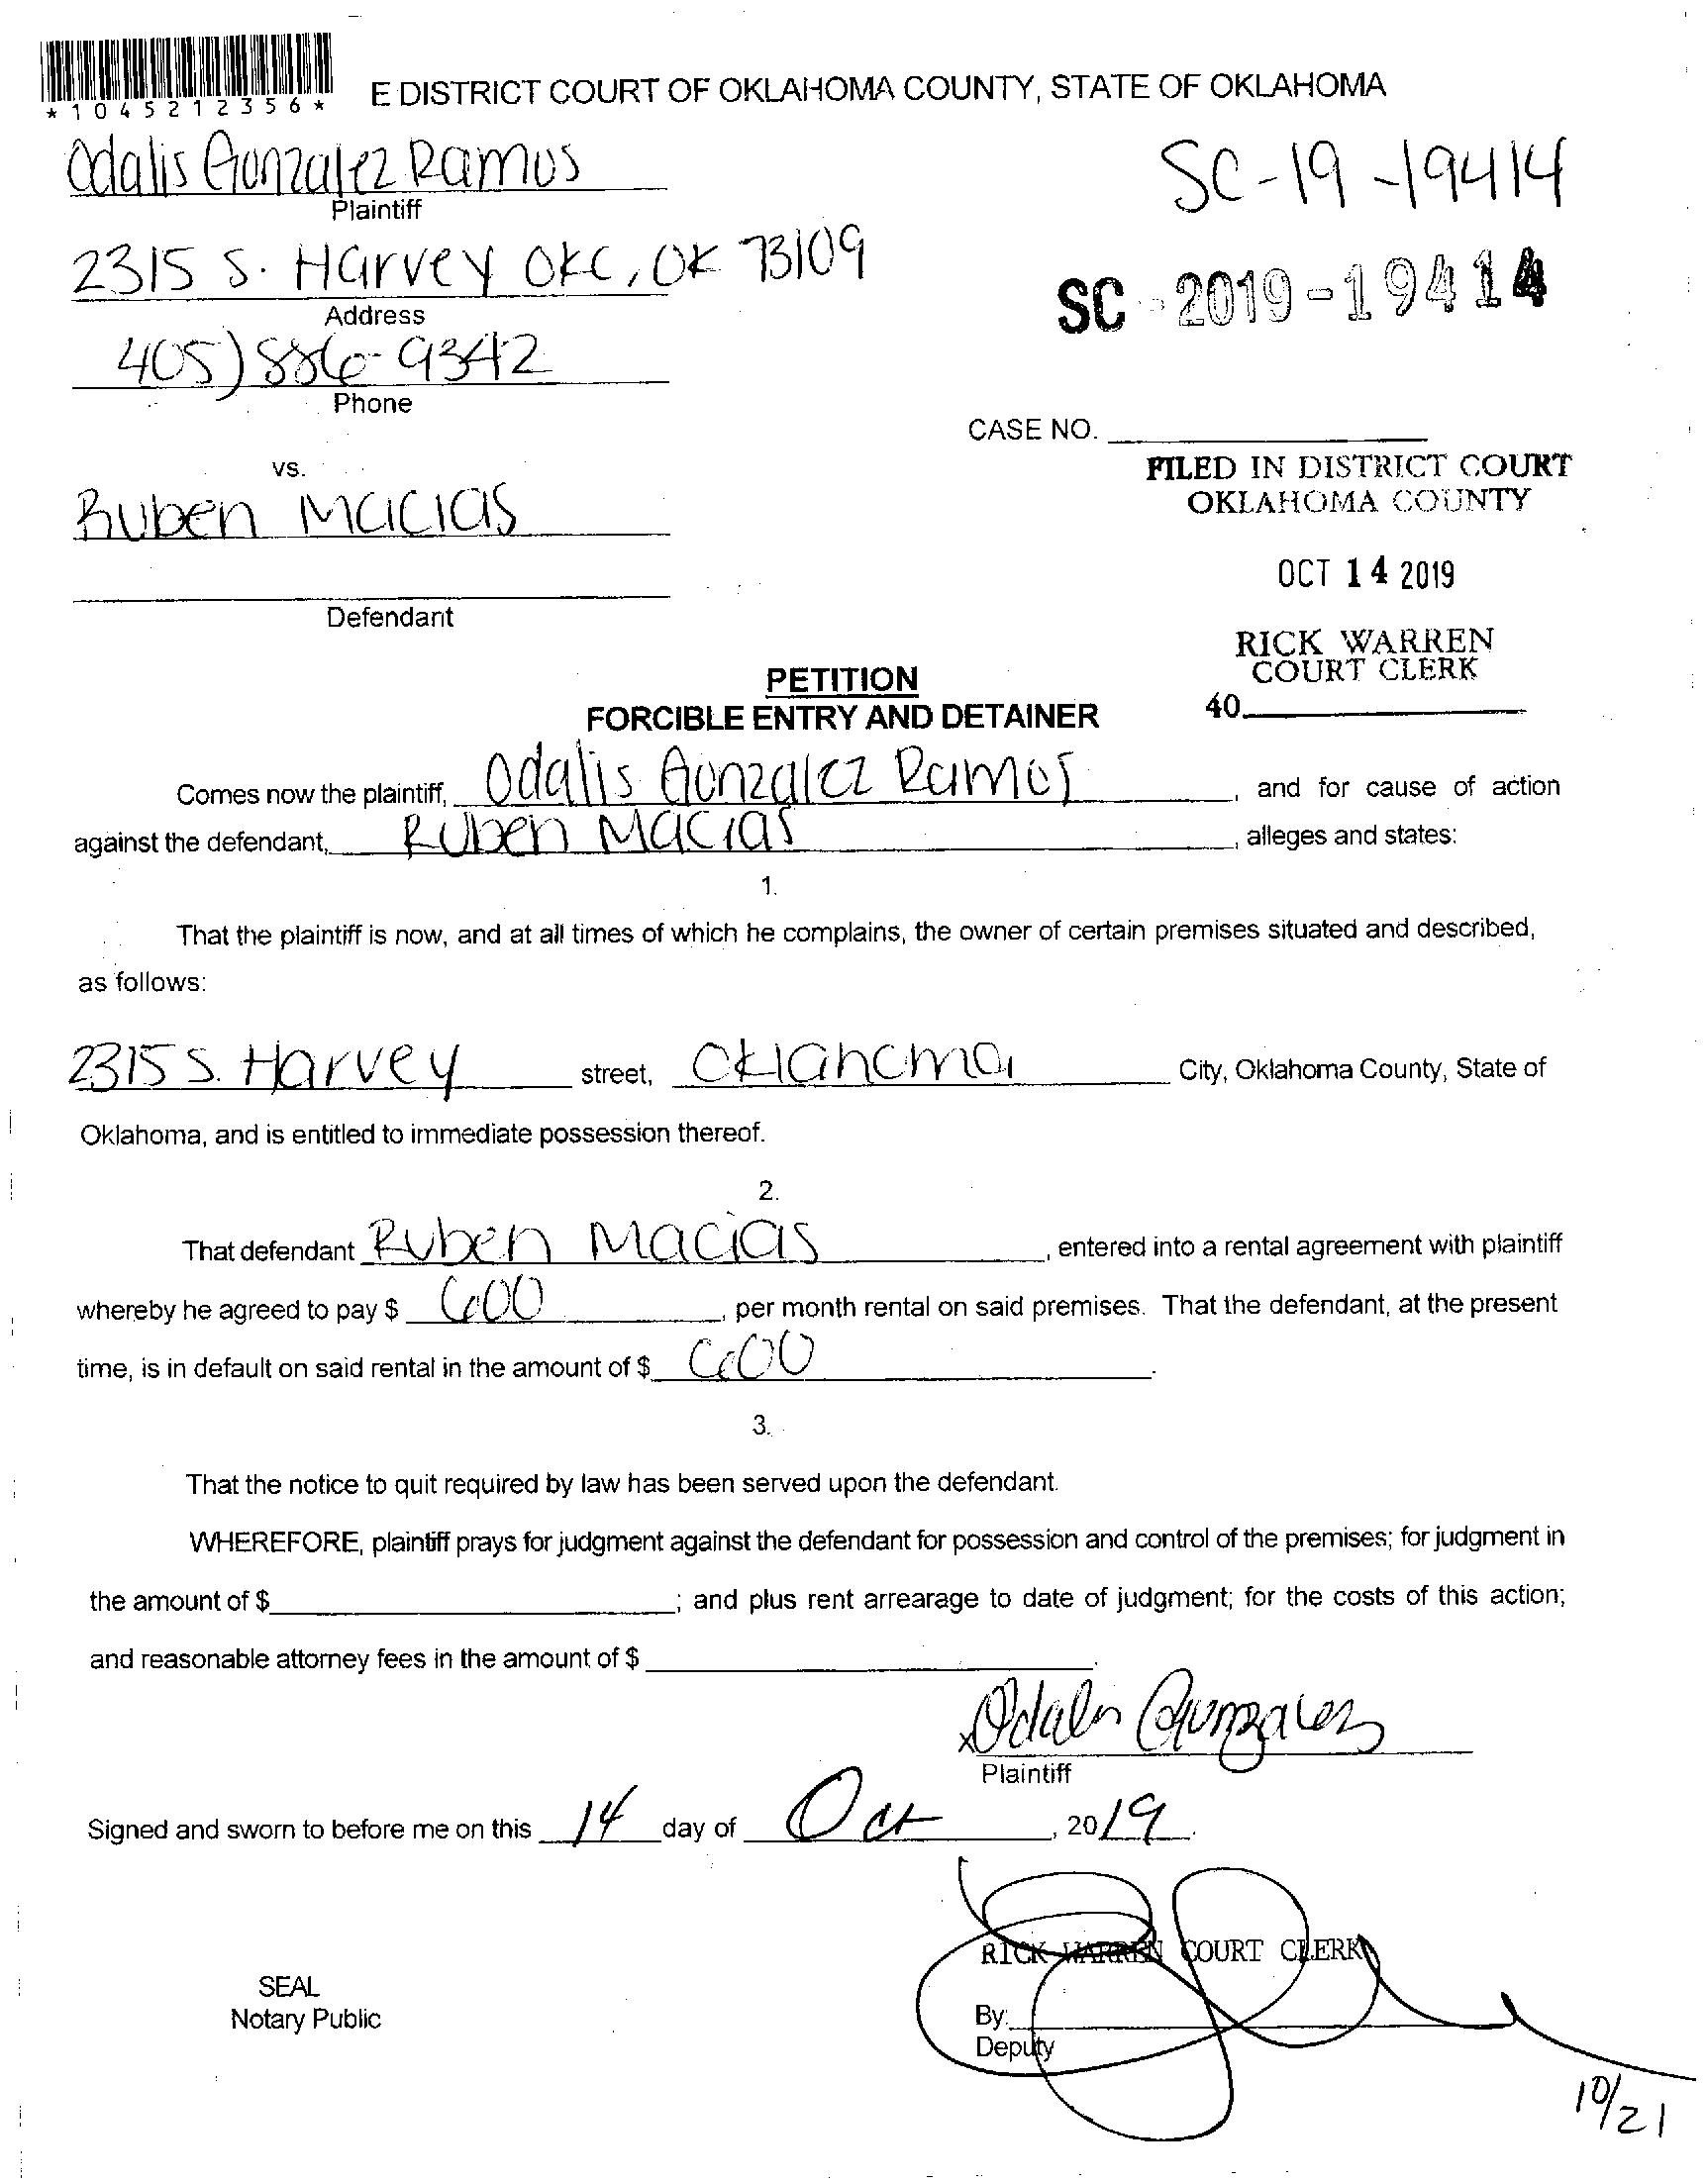 *1045212356*
E DISTRICT COURT OF OKLAHOMA COUNTY, STATE OF OKLAHOMA
Odalis Gonzalez Ramos
Plaintiff
SC-19-19414
2315 S. Harvey OKC, OK 73109
Address
SC-2019-19414
405) 886-9342
Phone
CASE NO.
vs.
FILED IN DISTRICT COURT
OKLAHOMA COUNTY
Ruben Macias
OCT 14 2019
Defendant
RICK WARREN
COURT CLERK
40
PETITION
FORCIBLE ENTRY AND DETAINER
Comes now the plaintiff, Odalis Gonzalez Ramos, and for cause of action
against the defendant, Ruben Macias, alleges and states:
1.
That the plaintiff is now, and at all times of which he complains, the owner of certain premises situated and described,
as follows:
2315 S. Harvey street, Oklahoma City, Oklahoma County, State of
Oklahoma, and is entitled to immediate possession thereof.
2.
That defendant Ruben Macias, entered into a rental agreement with plaintiff
whereby he agreed to pay $ 600, per month rental on said premises. That the defendant, at the present
time, is in default on said rental in the amount of $ 600.
3.
That the notice to quit required by law has been served upon the defendant.
WHEREFORE, plaintiff prays for judgment against the defendant for possession and control of the premises; for judgment in
the amount of $ ; and plus rent arrearage to date of judgment; for the costs of this action;
and reasonable attorney fees in the amount of $ .
x Odalis Gonzalez
Plaintiff
Signed and sworn to before me on this 14 day of Oct, 2019.
RICK WARREN COURT CLERK
SEAL
Notary Public
By:
Deputy
10/21